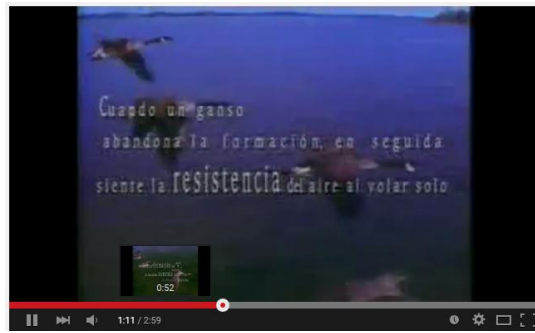 Cuando un ganso
abandona la formación, en seguida
siente la resistencia del aire al volar solo
0:52
1:11 / 2:59